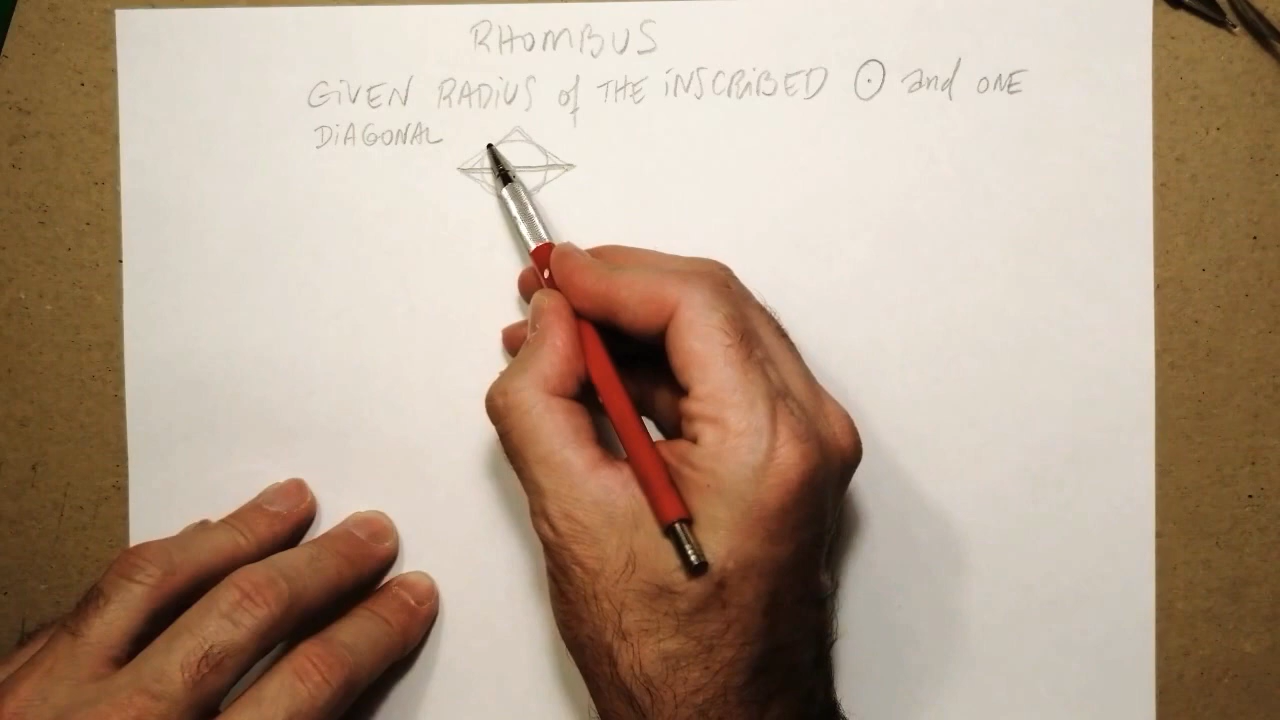 RHOMBUS
GIVEN RADIUS of THE INSCRIBED ⊙ and ONE
DIAGONAL